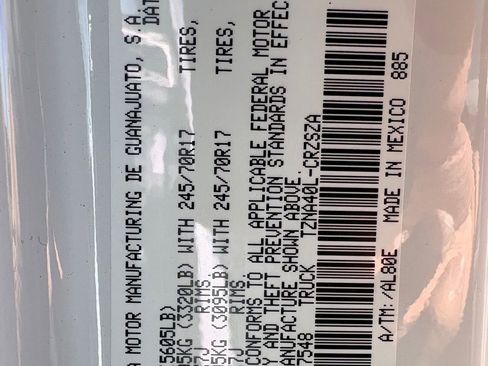 A MOTOR MANUFACTURING DE GUANAJUATO, S.A.
DAT
5605LB)
5KG (3320LB) WITH 245/70R17 TIRES,
7J RIMS,
5KG (3095LB) WITH 245/70R17 TIRES,
7J RIMS,
CONFORMS TO ALL APPLICABLE FEDERAL MOTOR
Y AND THEFT PREVENTION STANDARDS IN EFFEC
ANUFACTURE SHOWN ABOVE.
7548 TRUCK TZNA40L-CRZSZA
A/TM: /AL80E MADE IN MEXICO 885